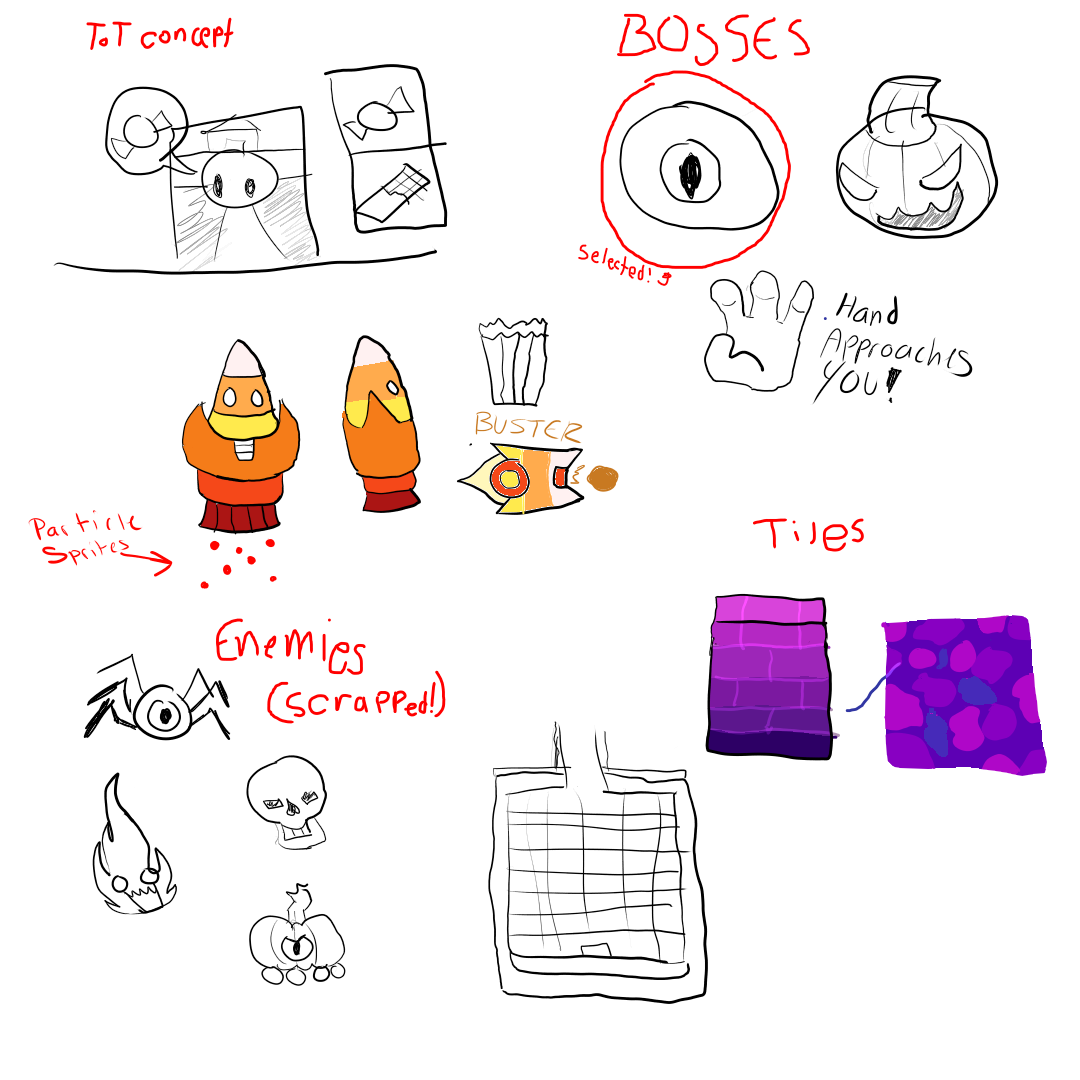 ToT concept
BOSSES
Selected!
Hand
Approaches
YOU!
BUSTER
Particle
Sprites
Tiles
Enemies
(scrapped!)